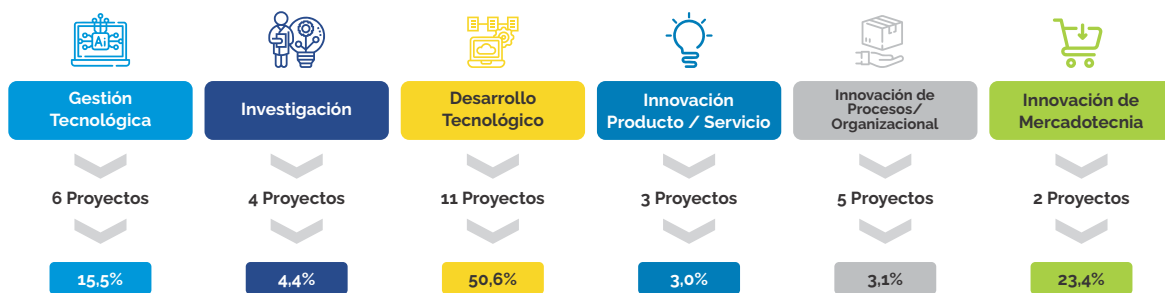 Ai
Gestión
Tecnológica
Investigación
Desarrollo
Tecnológico
Innovación
Producto / Servicio
Innovación de
Procesos/
Organizacional
Innovación de
Mercadotecnia
6 Proyectos
4 Proyectos
11 Proyectos
3 Proyectos
5 Proyectos
2 Proyectos
15,5%
4,4%
50,6%
3,0%
3,1%
23,4%